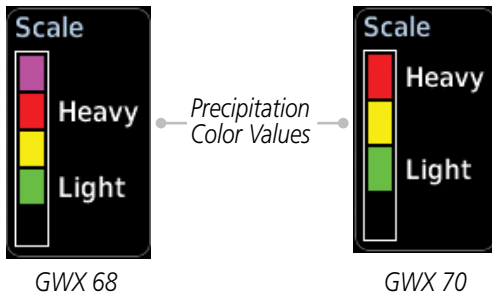 Scale
Heavy
Light
Precipitation
Color Values
Scale
Heavy
Light
GWX 68
GWX 70